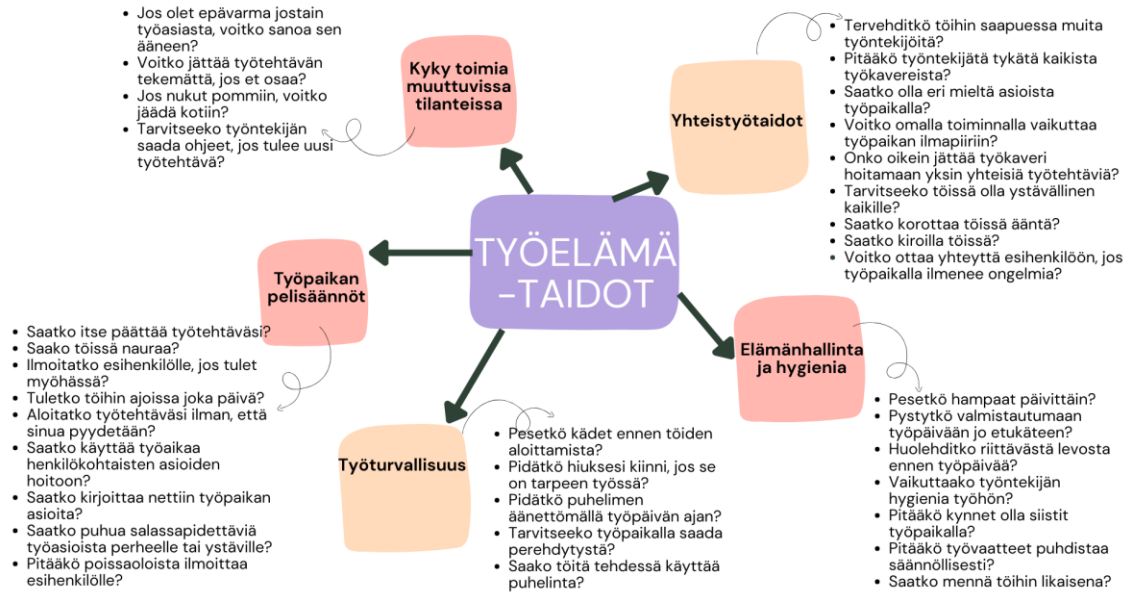 TYÖELÄMÄ
-TAIDOT
Kyky toimia
muuttuvissa
tilanteissa
• Jos olet epävarma jostain
työasiasta, voitko sanoa sen
ääneen?
• Voitko jättää työtehtävän
tekemättä, jos et osaa?
• Jos nukut pommiin, voitko
jäädä kotiin?
• Tarvitseeko työntekijän
saada ohjeet, jos tulee uusi
työtehtävä?
Yhteistyötaidot
• Tervehditkö töihin saapuessa muita
työntekijöitä?
• Pitääkö työntekijätä tykätä kaikista
työkavereista?
• Saatko olla eri mieltä asioista
työpaikalla?
• Voitko omalla toiminnalla vaikuttaa
työpaikan ilmapiiriin?
• Onko oikein jättää työkaveri
hoitamaan yksin yhteisiä työtehtäviä?
• Tarvitseeko töissä olla ystävällinen
kaikille?
• Saatko korottaa töissä ääntä?
• Saatko kiroilla töissä?
• Voitko ottaa yhteyttä esihenkilöön, jos
työpaikalla ilmenee ongelmia?
Työpaikan
pelisäännöt
• Saatko itse päättää työtehtäväsi?
• Saako töissä nauraa?
• Ilmoitatko esihenkilölle, jos tulet
myöhässä?
• Tuletko töihin ajoissa joka päivä?
• Aloitatko työtehtäväsi ilman, että
sinua pyydetään?
• Saatko käyttää työaikaa
henkilökohtaisten asioiden
hoitoon?
• Saatko kirjoittaa nettiin työpaikan
asioita?
• Saatko puhua salassapidettäviä
työasioista perheelle tai ystäville?
• Pitääkö poissaoloista ilmoittaa
esihenkilölle?
Työturvallisuus
• Pesetkö kädet ennen töiden
aloittamista?
• Pidätkö hiuksesi kiinni, jos se
on tarpeen työssä?
• Pidätkö puhelimen
äänettömällä työpäivän ajan?
• Tarvitseeko työpaikalla saada
perehdytystä?
• Saako töitä tehdessä käyttää
puhelinta?
Elämänhallinta
ja hygienia
• Pesetkö hampaat päivittäin?
• Pystytkö valmistautumaan
työpäivään jo etukäteen?
• Huolehditko riittävästä levosta
ennen työpäivää?
• Vaikuttaako työntekijän
hygienia työhön?
• Pitääkö kynnet olla siistit
työpaikalla?
• Pitääkö työvaatteet puhdistaa
säännöllisesti?
• Saatko mennä töihin likaisena?